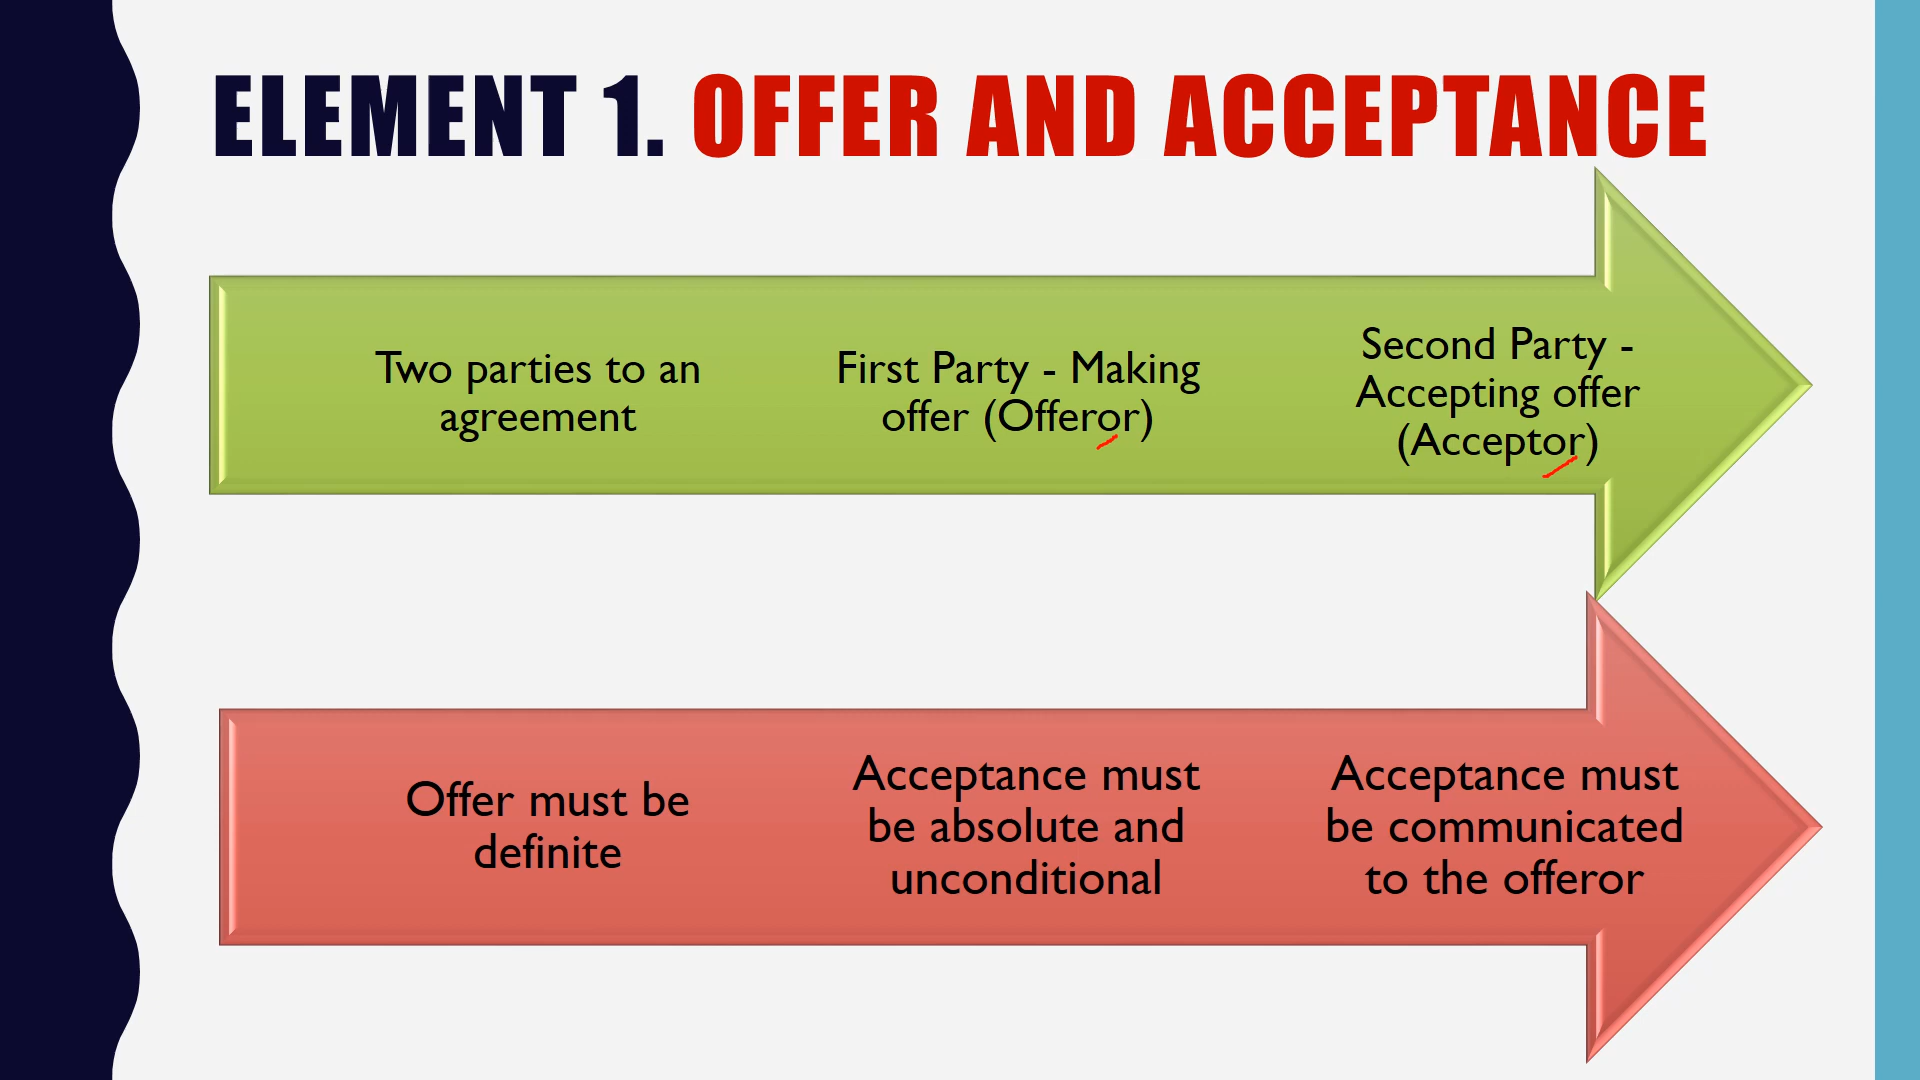 ELEMENT 1. OFFER AND ACCEPTANCE
Two parties to an
agreement
First Party - Making
offer (Offeror)
Second Party -
Accepting offer
(Acceptor)
Offer must be
definite
Acceptance must
be absolute and
unconditional
Acceptance must
be communicated
to the offeror